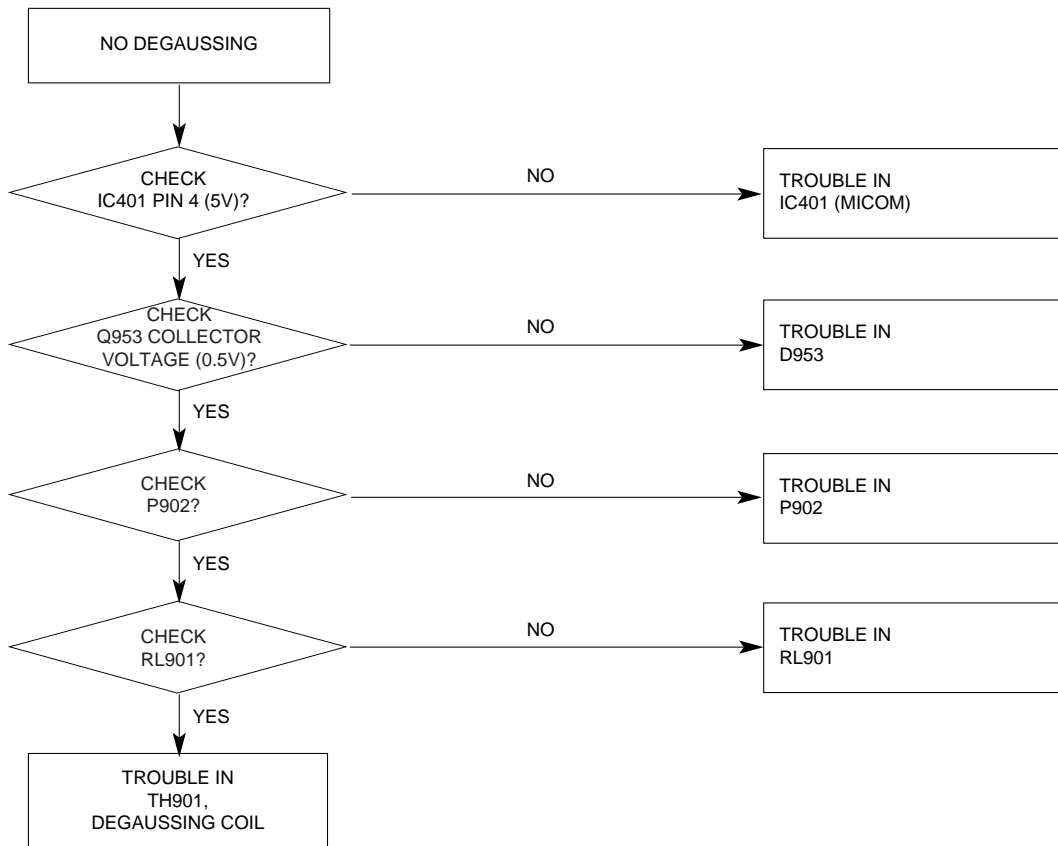 NO DEGAUSSING
CHECK
IC401 PIN 4 (5V)?
NO
TROUBLE IN
IC401 (MICOM)
YES
CHECK
Q953 COLLECTOR
VOLTAGE (0.5V)?
NO
TROUBLE IN
D953
YES
CHECK
P902?
NO
TROUBLE IN
P902
YES
CHECK
RL901?
NO
TROUBLE IN
RL901
YES
TROUBLE IN
TH901,
DEGAUSSING COIL